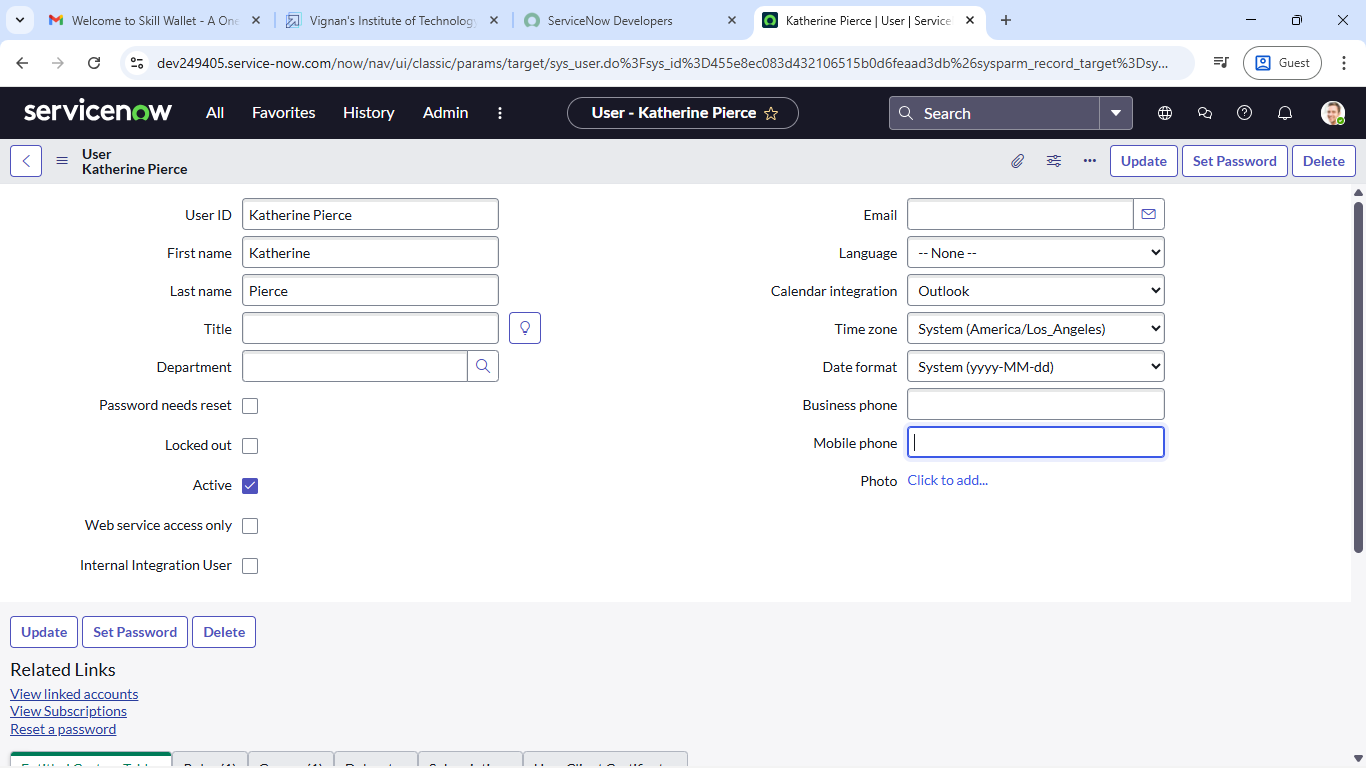 Welcome to Skill Wallet - A One
Vignan's Institute of Technology
ServiceNow Developers
Katherine Pierce | User | Service
dev249405.service-now.com/now/nav/ui/classic/params/target/sys_user.do%3Fsys_id%3D455e8ec083d432106515b0d6feaad3db%26sysparm_record_target%3Dsy...
Guest
servicenow
All
Favorites
History
Admin
User - Katherine Pierce
Search
User
Katherine Pierce
Update
Set Password
Delete
User ID
Katherine Pierce
First name
Katherine
Last name
Pierce
Title
Department
Password needs reset
Locked out
Active
Web service access only
Internal Integration User
Email
Language
-- None --
Calendar integration
Outlook
Time zone
System (America/Los_Angeles)
Date format
System (yyyy-MM-dd)
Business phone
Mobile phone
Photo
Click to add...
Update
Set Password
Delete
Related Links
View linked accounts
View Subscriptions
Reset a password